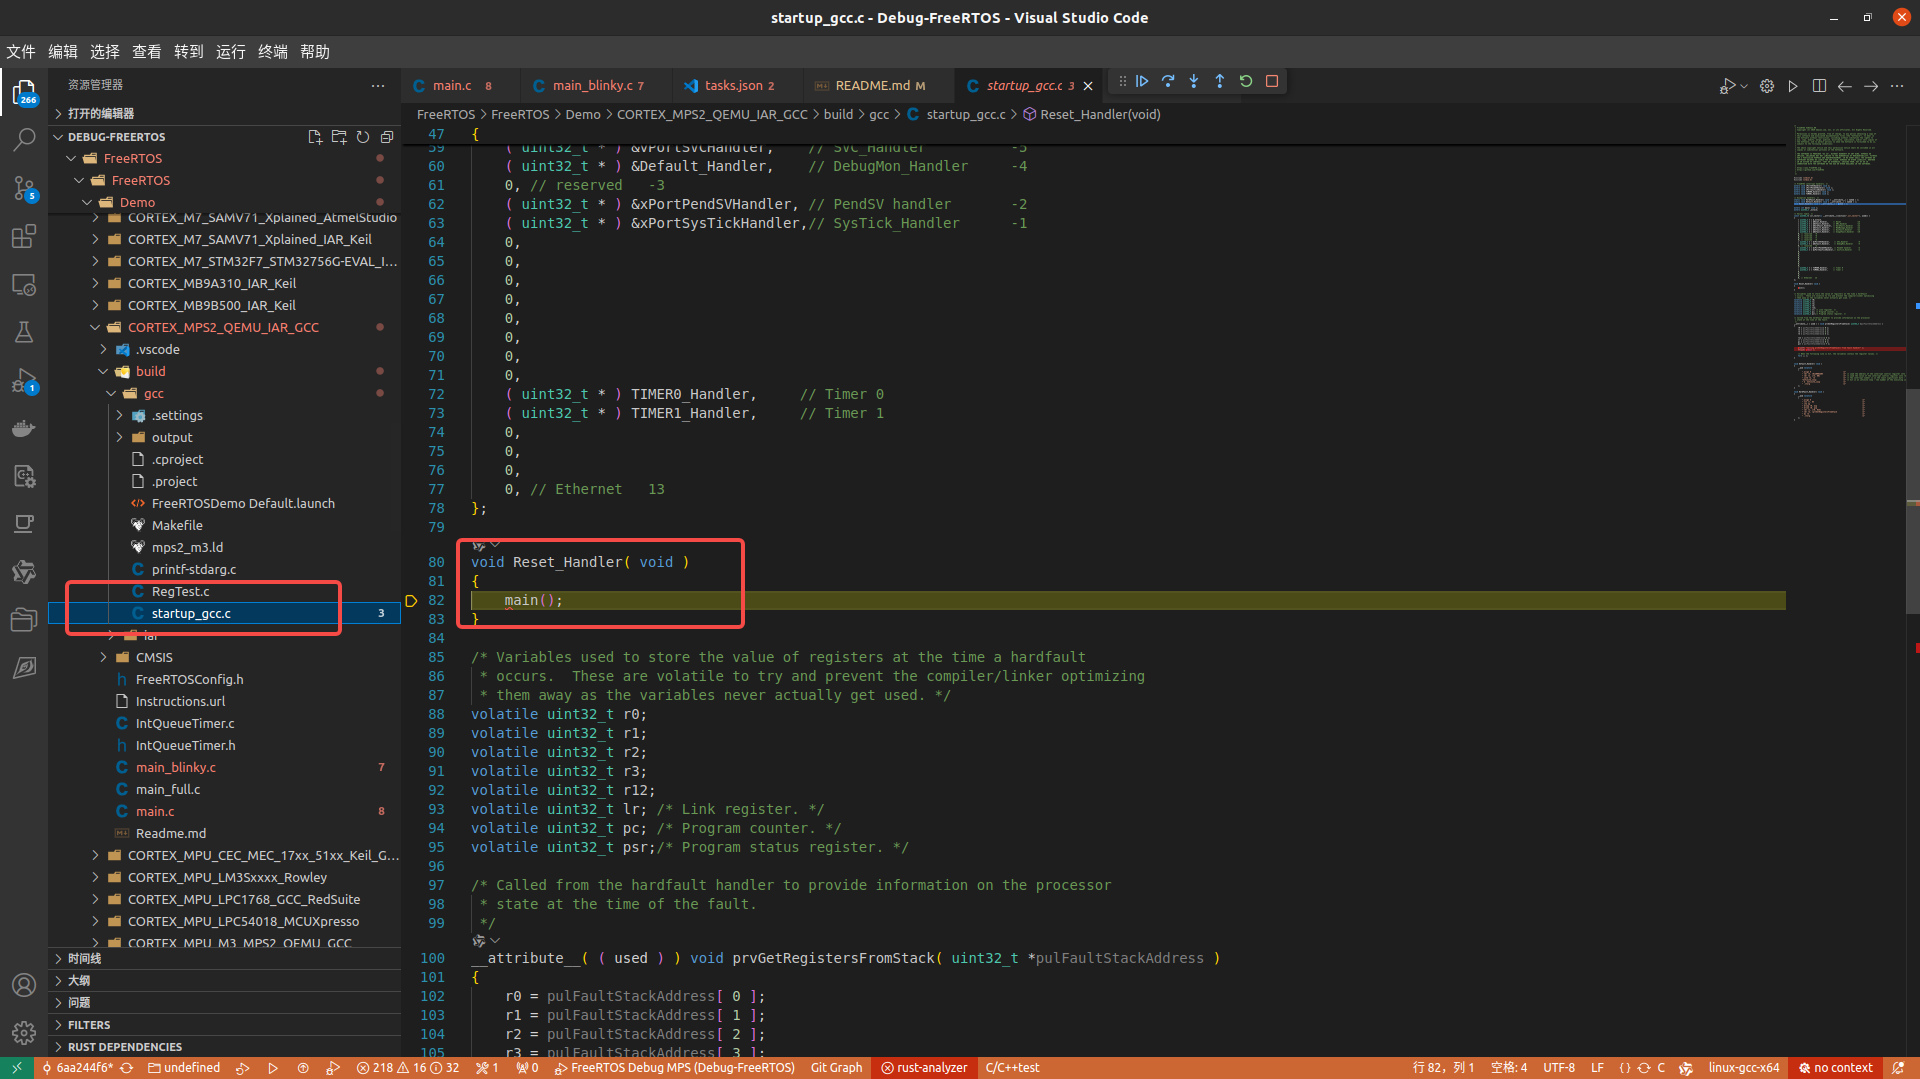 startup_gcc.c - Debug-FreeRTOS - Visual Studio Code
文件 编辑 选择 查看 转到 运行 终端 帮助
资源管理器
打开的编辑器
DEBUG-FREERTOS
FreeRTOS
FreeRTOS
Demo
CORTEX_M7_SAMV71_Xplained_AtmelStudio
CORTEX_M7_SAMV71_Xplained_IAR_Keil
CORTEX_M7_STM32F7_STM32756G-EVAL_I...
CORTEX_MB9A310_IAR_Keil
CORTEX_MB9B500_IAR_Keil
CORTEX_MPS2_QEMU_IAR_GCC
.vscode
build
gcc
.settings
output
.cproject
.project
FreeRTOSDemo Default.launch
Makefile
mps2_m3.ld
printf-stdarg.c
RegTest.c
startup_gcc.c 3
iar
CMSIS
FreeRTOSConfig.h
Instructions.url
IntQueueTimer.c
IntQueueTimer.h
main_blinky.c 7
main_full.c
main.c 8
Readme.md
CORTEX_MPU_CEC_MEC_17xx_51xx_Keil_G...
CORTEX_MPU_LM3Sxxxx_Rowley
CORTEX_MPU_LPC1768_GCC_RedSuite
CORTEX_MPU_LPC54018_MCUXpresso
CORTEX_MPU_M3_MPS2_QEMU_GCC
时间线
大纲
问题
FILTERS
RUST DEPENDENCIES
266
5
1
main.c 8 main_blinky.c 7 tasks.json 2 README.md M startup_gcc.c 3
FreeRTOS > FreeRTOS > Demo > CORTEX_MPS2_QEMU_IAR_GCC > build > gcc > startup_gcc.c > Reset_Handler(void)
47 {
59 ( uint32_t * ) &vPortSVCHandler, // SVC_Handler -5
60 ( uint32_t * ) &Default_Handler, // DebugMon_Handler -4
61 0, // reserved -3
62 ( uint32_t * ) &xPortPendSVHandler, // PendSV handler -2
63 ( uint32_t * ) &xPortSysTickHandler,// SysTick_Handler -1
64 0,
65 0,
66 0,
67 0,
68 0,
69 0,
70 0,
71 0,
72 ( uint32_t * ) TIMER0_Handler, // Timer 0
73 ( uint32_t * ) TIMER1_Handler, // Timer 1
74 0,
75 0,
76 0,
77 0, // Ethernet 13
78 };
79
80 void Reset_Handler( void )
81 {
82 main();
83 }
84
85 /* Variables used to store the value of registers at the time a hardfault
86 * occurs. These are volatile to try and prevent the compiler/linker optimizing
87 * them away as the variables never actually get used. */
88 volatile uint32_t r0;
89 volatile uint32_t r1;
90 volatile uint32_t r2;
91 volatile uint32_t r3;
92 volatile uint32_t r12;
93 volatile uint32_t lr; /* Link register. */
94 volatile uint32_t pc; /* Program counter. */
95 volatile uint32_t psr;/* Program status register. */
96
97 /* Called from the hardfault handler to provide information on the processor
98 * state at the time of the fault.
99 */
100 __attribute__( ( used ) ) void prvGetRegistersFromStack( uint32_t *pulFaultStackAddress )
101 {
102 r0 = pulFaultStackAddress[ 0 ];
103 r1 = pulFaultStackAddress[ 1 ];
104 r2 = pulFaultStackAddress[ 2 ];
105 r3 = pulFaultStackAddress[ 3 ];
6aa244f6* undefined 218 16 32 1 0 FreeRTOS Debug MPS (Debug-FreeRTOS) Git Graph rust-analyzer C/C++test 行 82，列 1 空格: 4 UTF-8 LF {} C linux-gcc-x64 no context